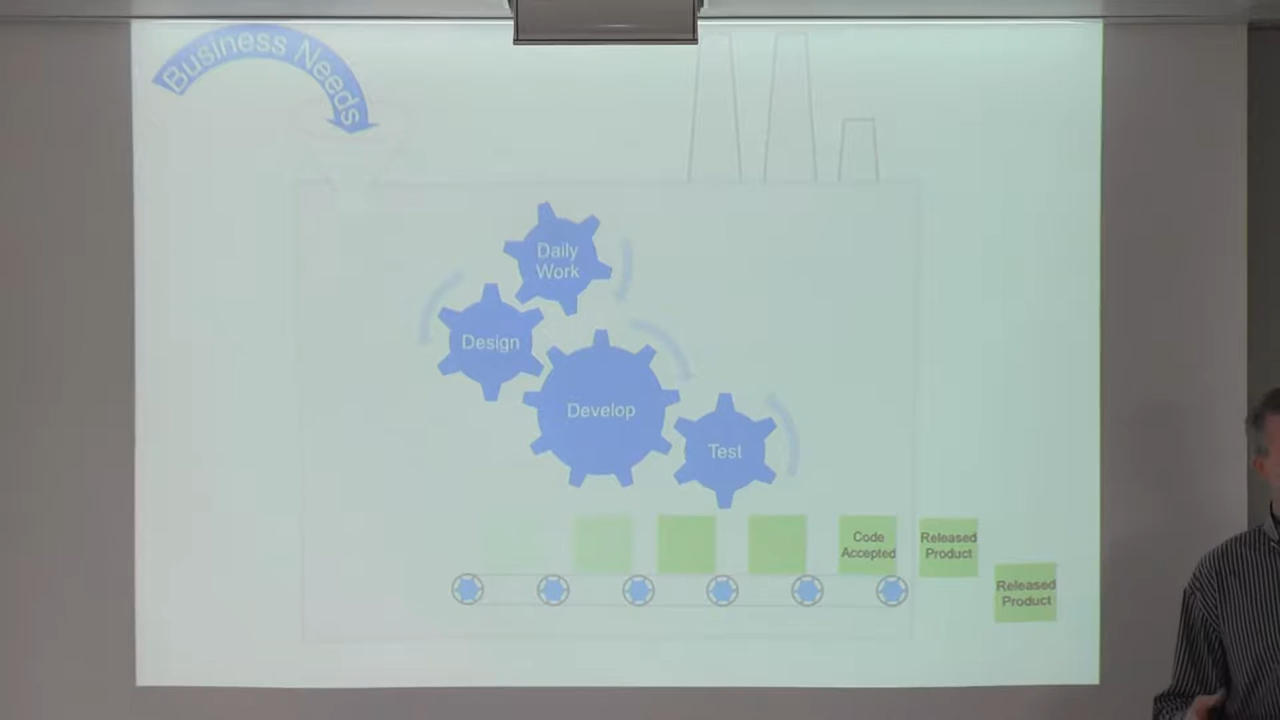 Business Needs
Daily
Work
Design
Develop
Test
Code
Accepted
Released
Product
Released
Product